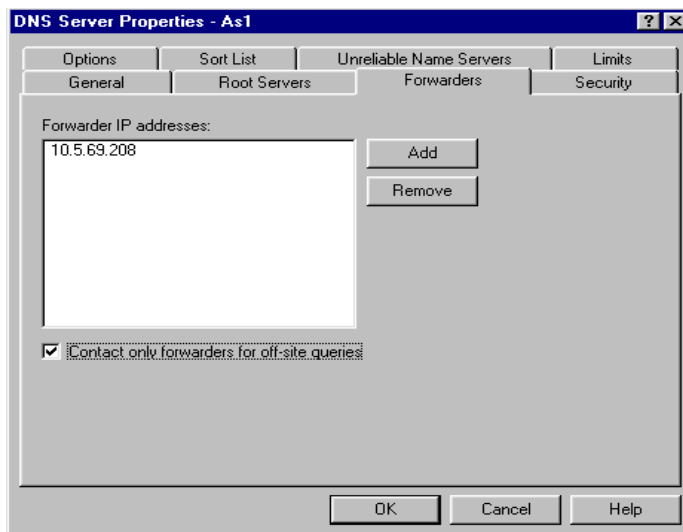 DNS Server Properties - As1
Options Sort List Unreliable Name Servers Limits
General Root Servers Forwarders Security
Forwarder IP addresses:
10.5.69.208
Add
Remove
Contact only forwarders for off-site queries
OK Cancel Help